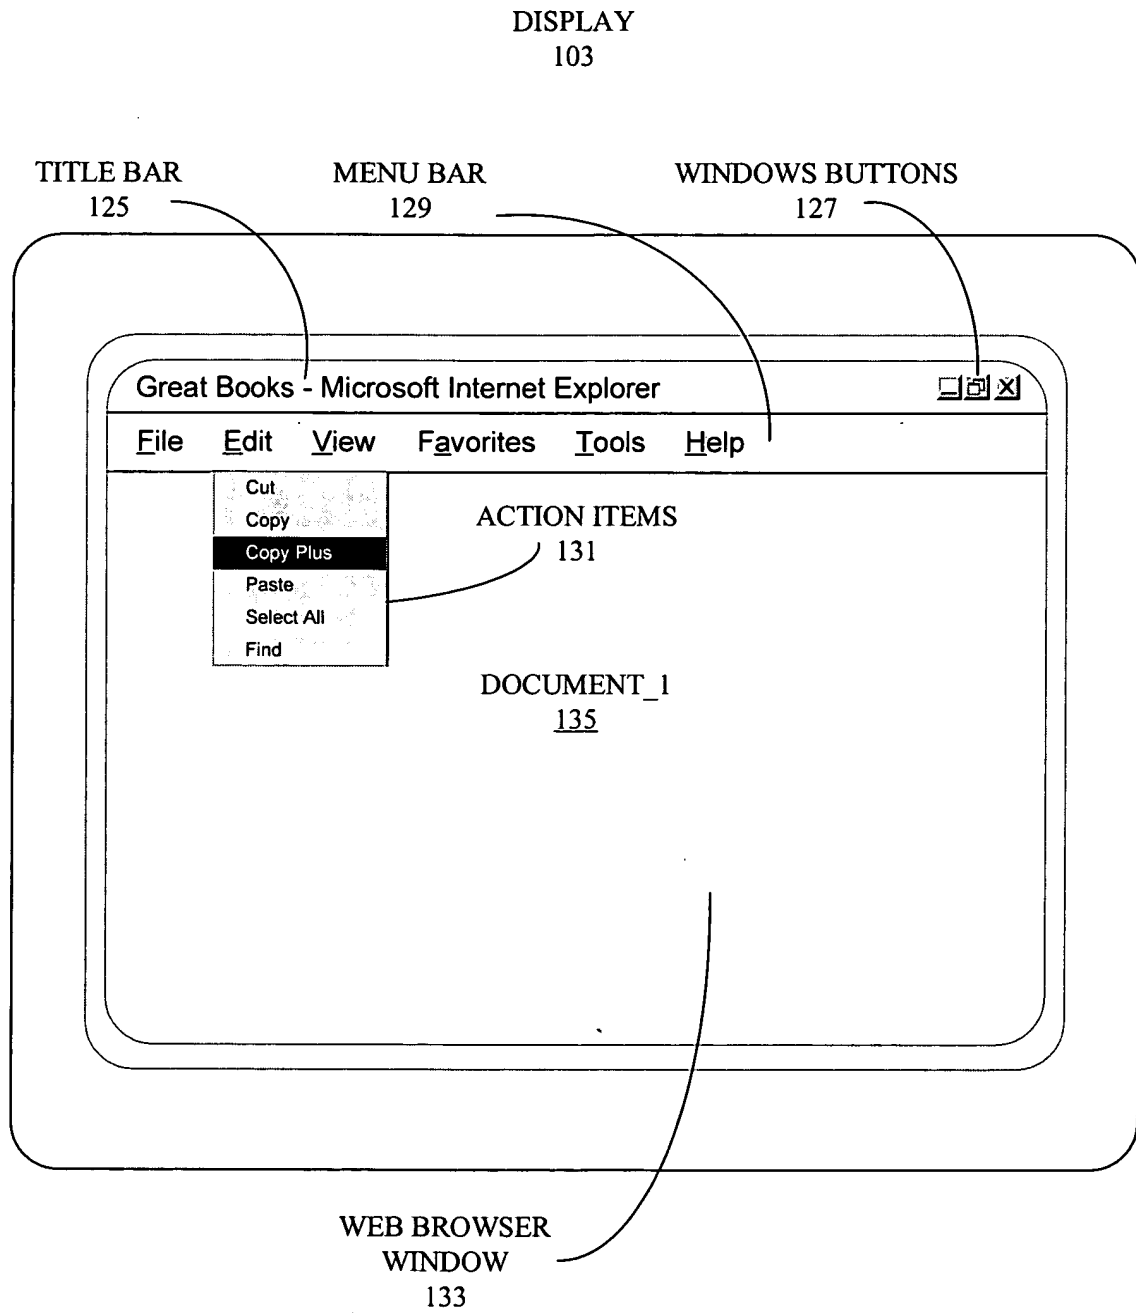 DISPLAY
103
TITLE BAR
125
MENU BAR
129
WINDOWS BUTTONS
127
Great Books - Microsoft Internet Explorer
File Edit View Favorites Tools Help
Cut
Copy
Copy Plus
Paste
Select All
Find
ACTION ITEMS
131
DOCUMENT_1
135
WEB BROWSER
WINDOW
133